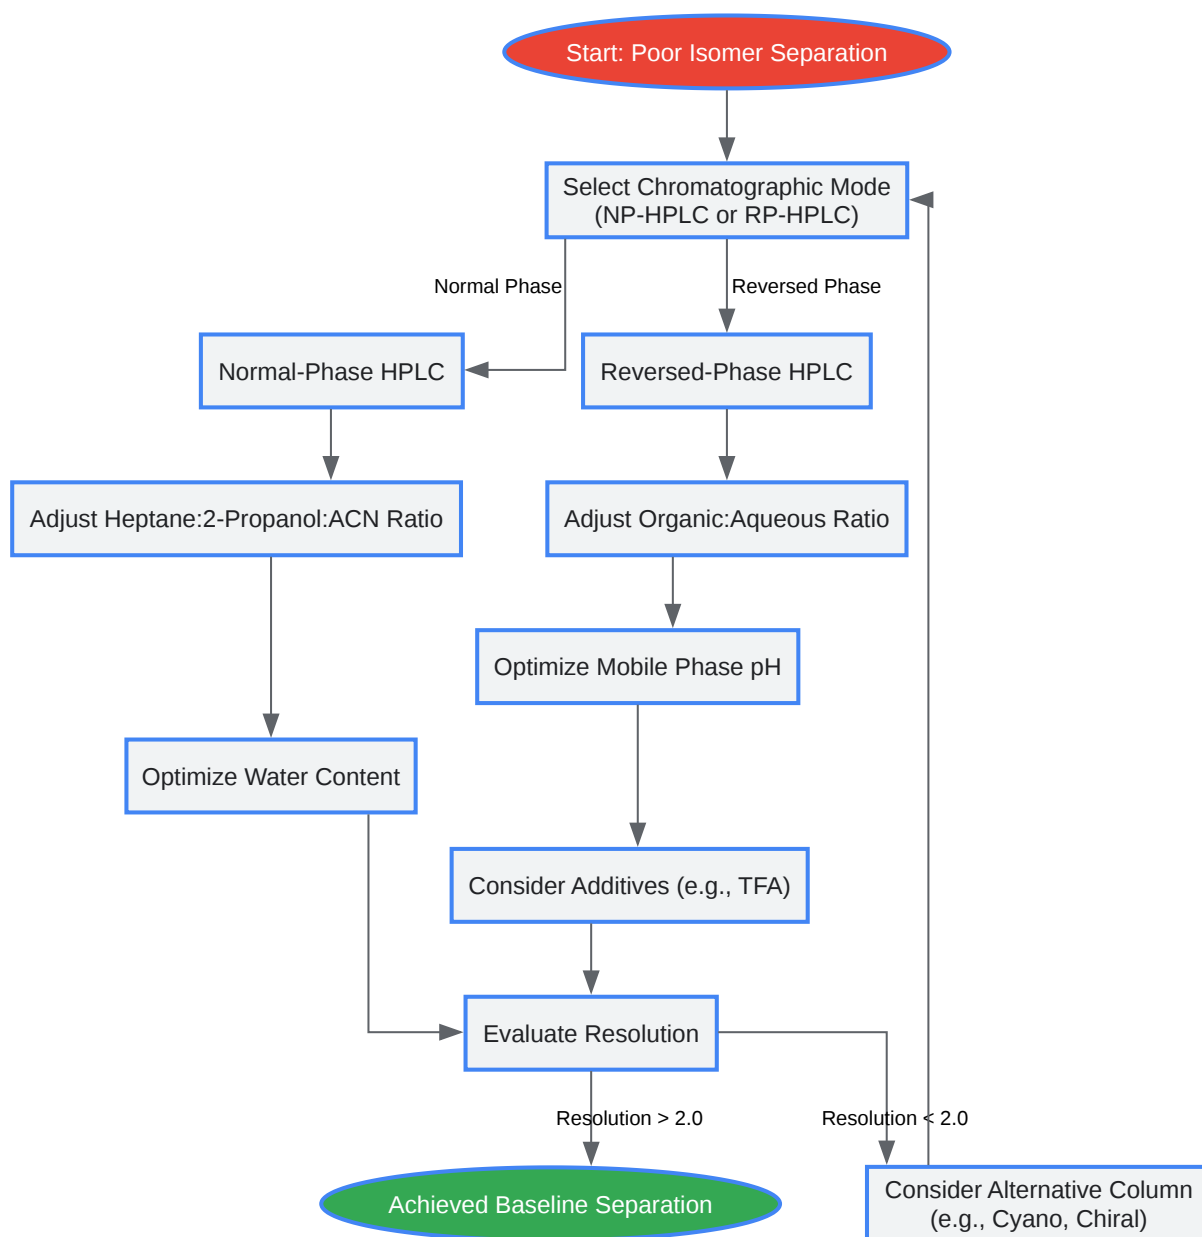 Start: Poor Isomer Separation
Select Chromatographic Mode
(NP-HPLC or RP-HPLC)
Normal Phase
Reversed Phase
Normal-Phase HPLC
Reversed-Phase HPLC
Adjust Heptane:2-Propanol:ACN Ratio
Adjust Organic:Aqueous Ratio
Optimize Mobile Phase pH
Optimize Water Content
Consider Additives (e.g., TFA)
Evaluate Resolution
Resolution > 2.0
Resolution < 2.0
Achieved Baseline Separation
Consider Alternative Column
(e.g., Cyano, Chiral)